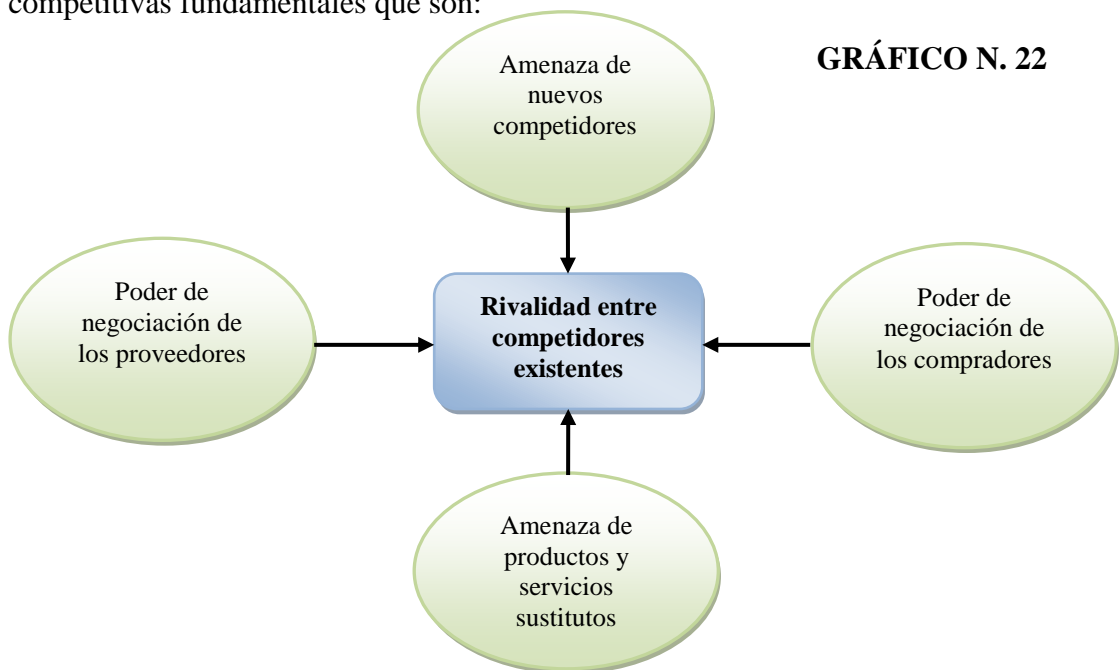 competitivas fundamentales que son:
GRÁFICO N. 22
Amenaza de
nuevos
competidores
Poder de
negociación de
los proveedores
Rivalidad entre
competidores
existentes
Poder de
negociación de
los compradores
Amenaza de
productos y
servicios
sustitutos